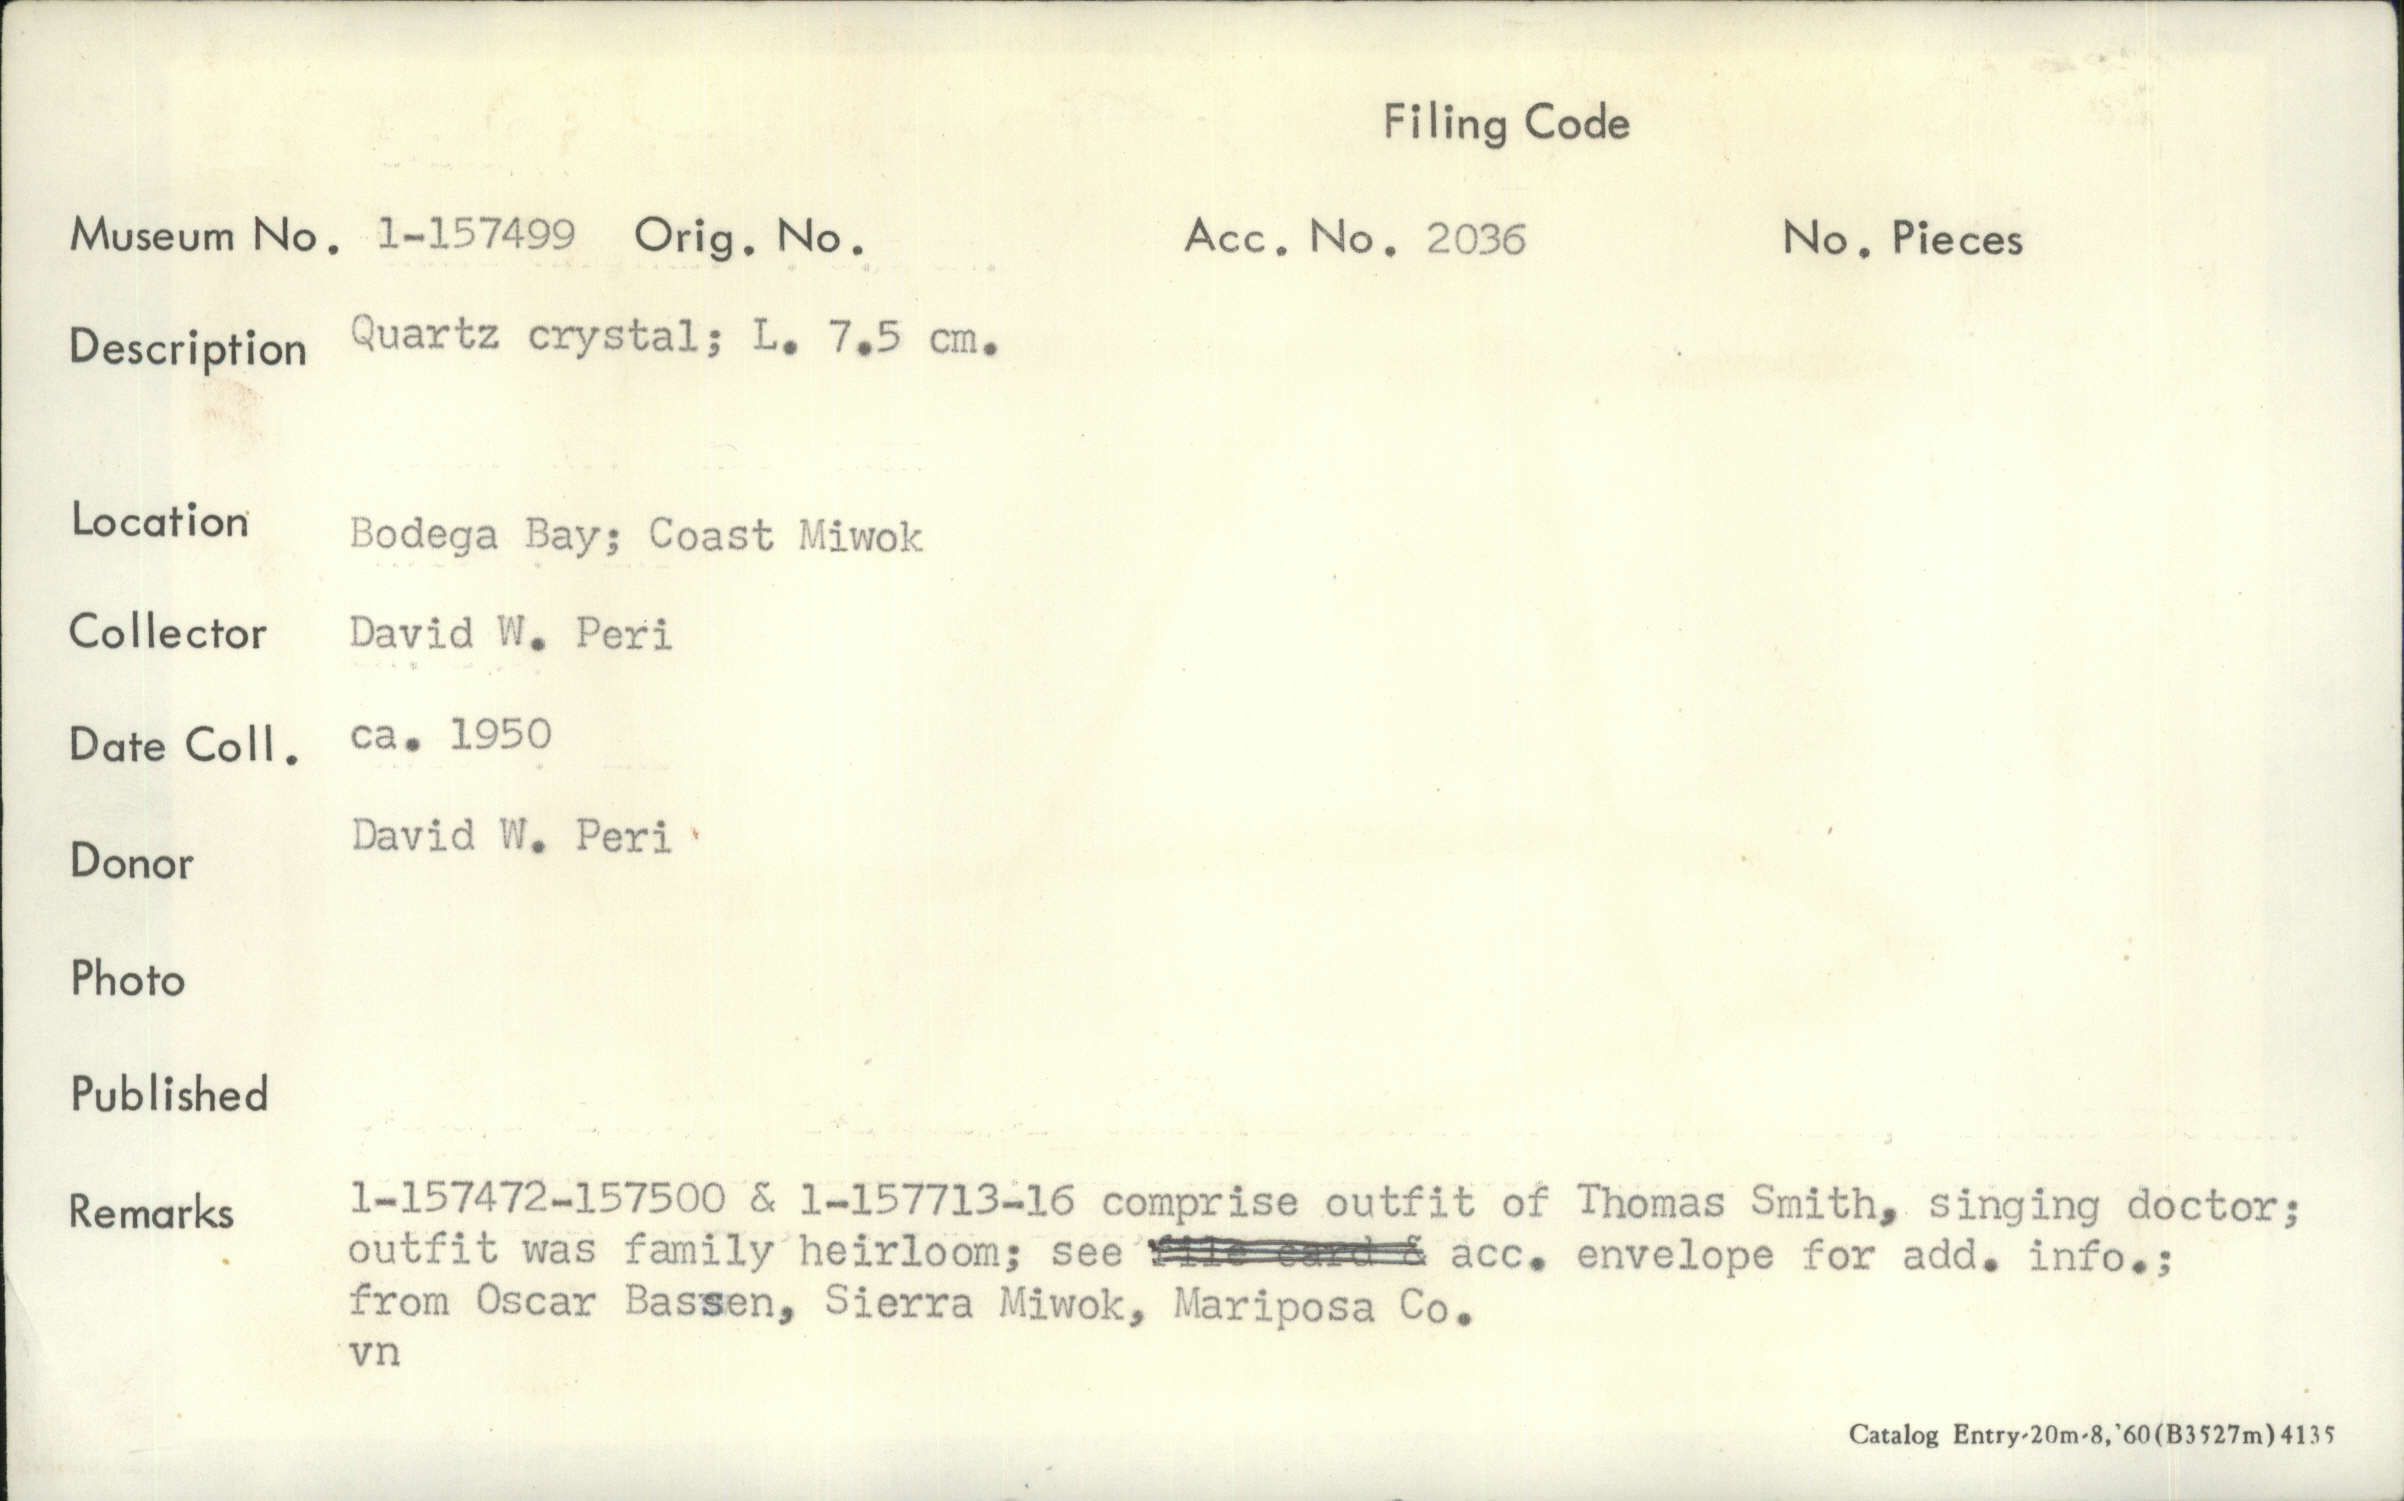 Filing Code
Museum No. 1-157499 Orig. No. Acc. No. 2036 No. Pieces
Description Quartz crystal; L. 7.5 cm.
Location Bodega Bay; Coast Miwok
Collector David W. Peri
Date Coll. ca. 1950
Donor David W. Peri
Photo
Published
Remarks 1-157472-157500 & 1-157713-16 comprise outfit of Thomas Smith, singing doctor;
outfit was family heirloom; see file card & acc. envelope for add. info.;
from Oscar Bassen, Sierra Miwok, Mariposa Co.
vn
Catalog Entry-20m-8,'60(B3527m)4135